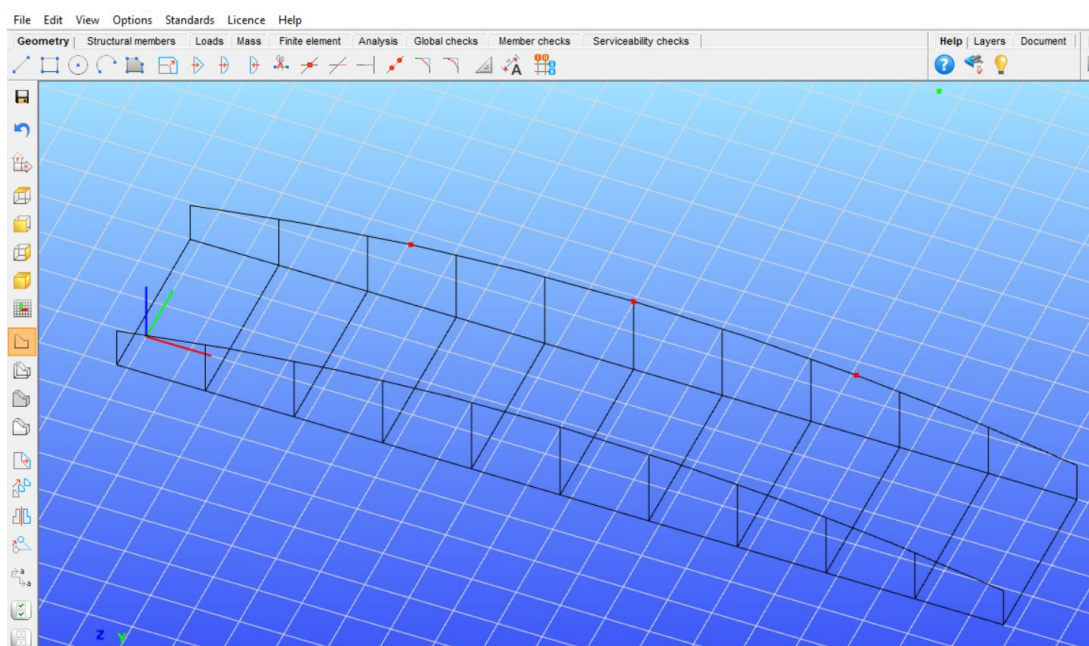 File Edit View Options Standards Licence Help
Geometry Structural members Loads Mass Finite element Analysis Global checks Member checks Serviceability checks Help Layers Document
Z Y